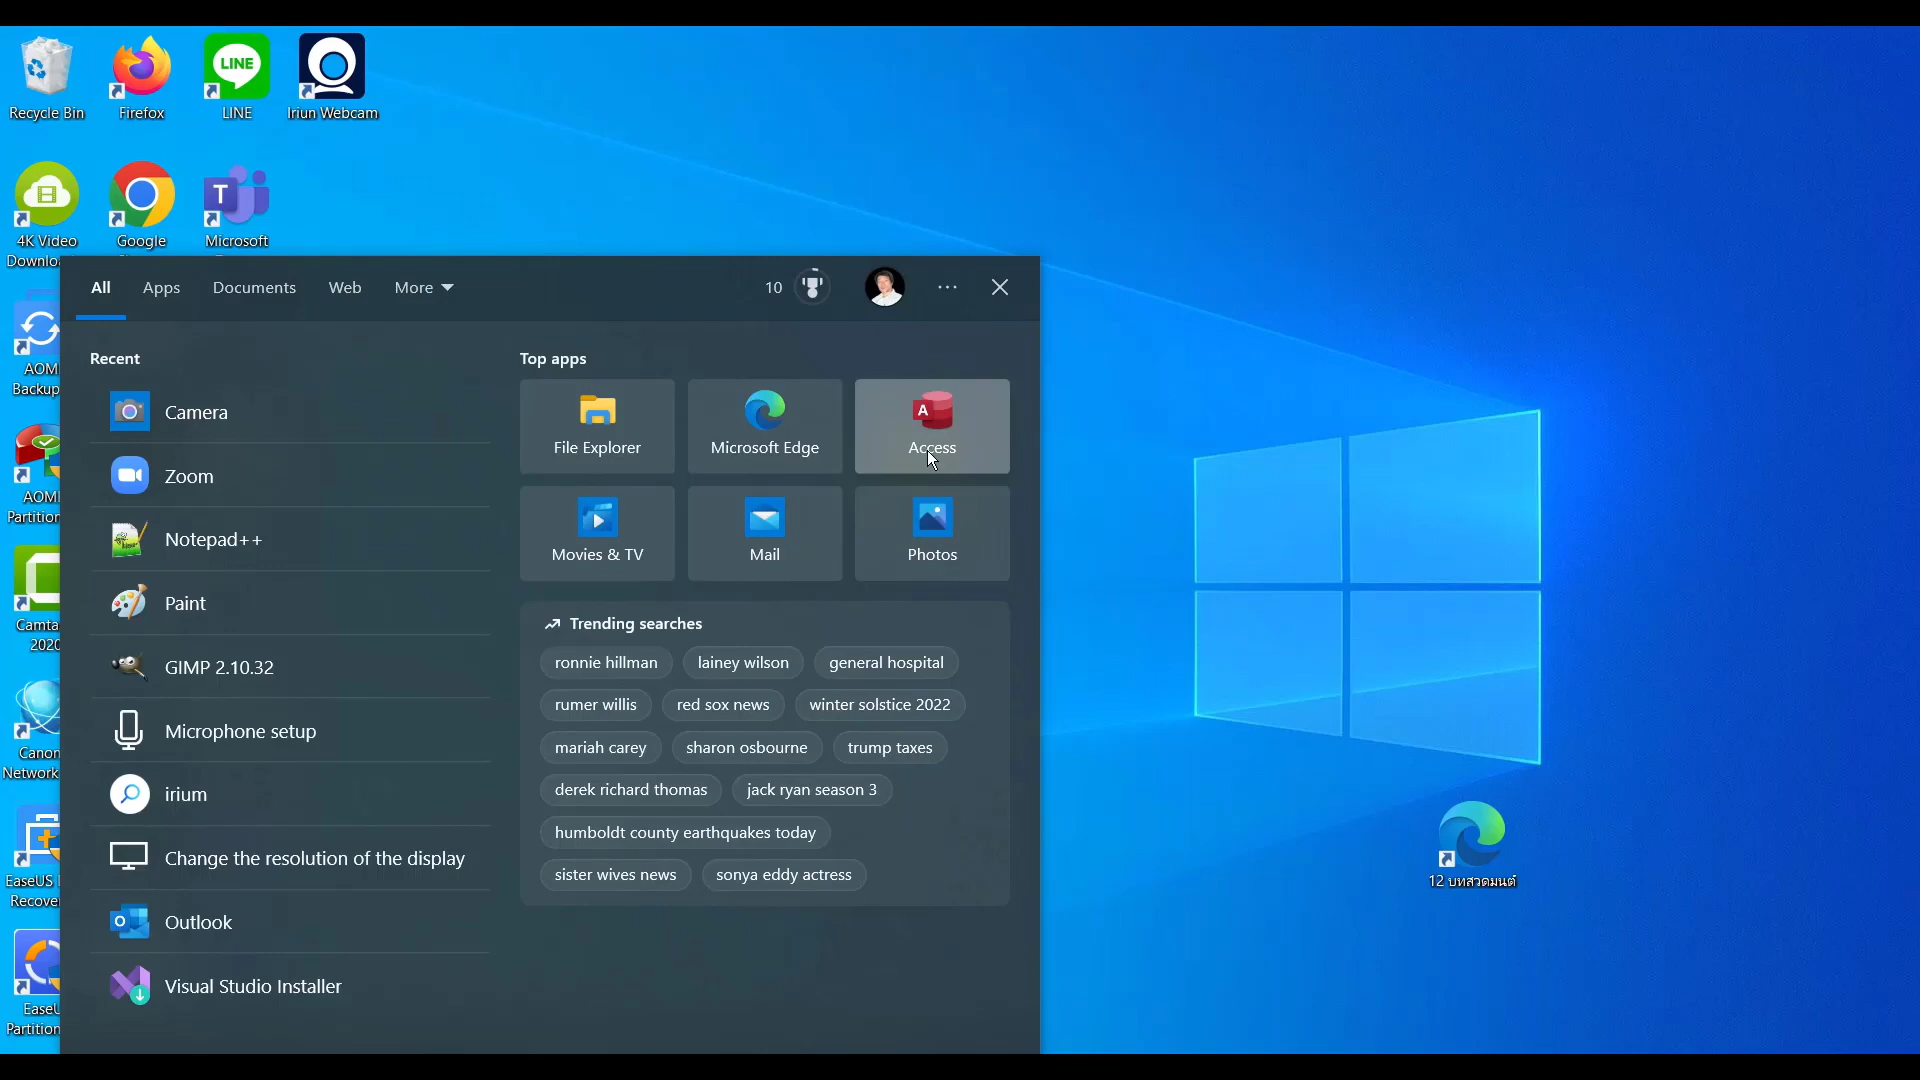 Recycle Bin
Firefox
LINE
LINE
Iriun Webcam
4K Video
Downlo
Google
T
Microsoft
AOM
Backup
AOM
Partition
Camta
2020
Canon
Network
EaseUS
Recove
EaseU
Partition
All
Apps
Documents
Web
More
10
Recent
Camera
Zoom
Notepad++
Paint
GIMP 2.10.32
Microphone setup
irium
Change the resolution of the display
Outlook
Visual Studio Installer
Top apps
File Explorer
Microsoft Edge
A
Access
Movies & TV
Mail
Photos
Trending searches
ronnie hillman
lainey wilson
general hospital
rumer willis
red sox news
winter solstice 2022
mariah carey
sharon osbourne
trump taxes
derek richard thomas
jack ryan season 3
humboldt county earthquakes today
sister wives news
sonya eddy actress
12 บทสวดมนต์